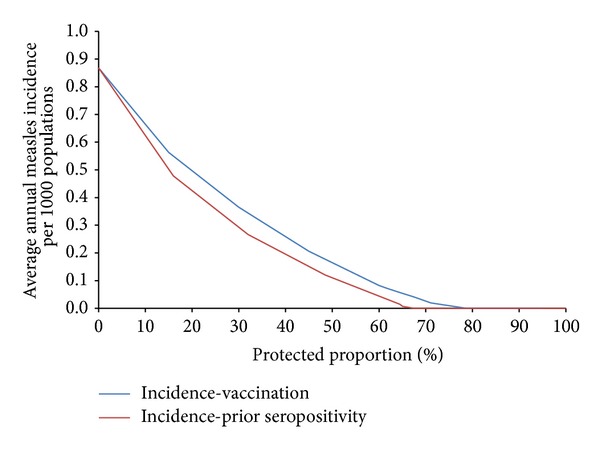 Average annual measles incidence
per 1000 populations
1.0
0.9
0.8
0.7
0.6
0.5
0.4
0.3
0.2
0.1
0.0
0 10 20 30 40 50 60 70 80 90 100
Protected proportion (%)
Incidence-vaccination
Incidence-prior seropositivity